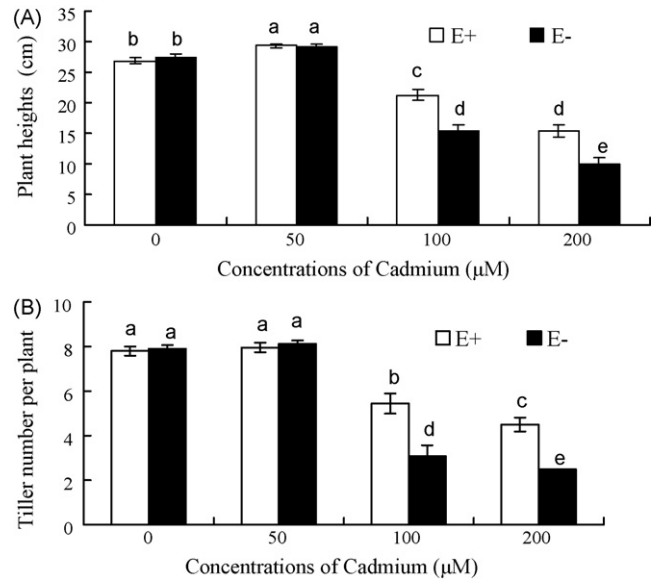 (A)
35
30
25
20
15
10
5
0
Plant heights (cm)
b b a a c d d e
E+ E-
0 50 100 200
Concentrations of Cadmium (μM)
(B)
10
8
6
4
2
0
Tiller number per plant
a a a a b d c e
E+ E-
0 50 100 200
Concentrations of Cadmium (μM)